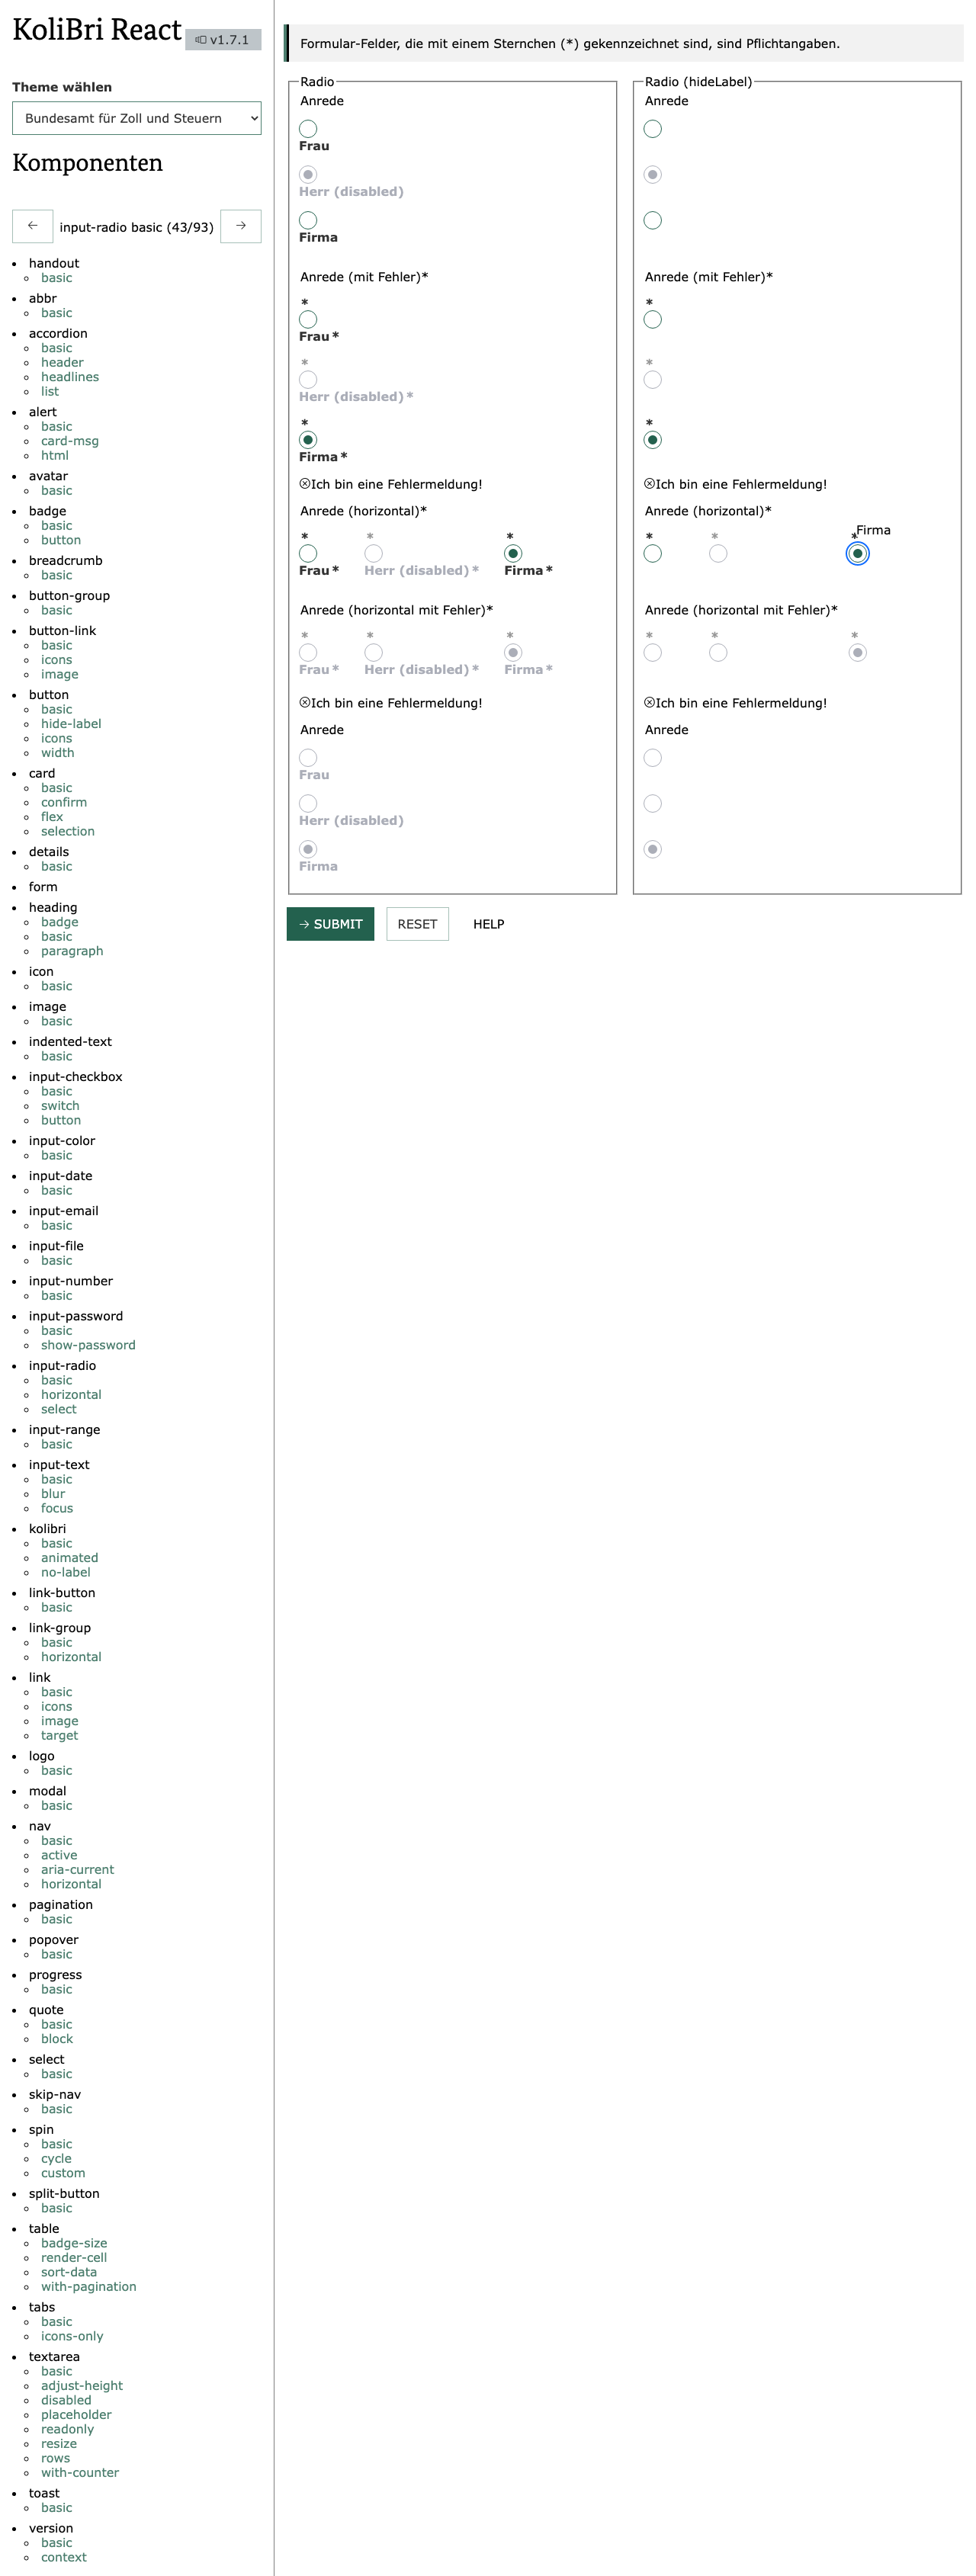 KoliBri React v1.7.1
Theme wählen
Bundesamt für Zoll und Steuern
Komponenten
← input-radio basic (43/93) →
handout
basic
abbr
basic
accordion
basic
header
headlines
list
alert
basic
card-msg
html
avatar
basic
badge
basic
button
breadcrumb
basic
button-group
basic
button-link
basic
icons
image
button
basic
hide-label
icons
width
card
basic
confirm
flex
selection
details
basic
form
heading
badge
basic
paragraph
icon
basic
image
basic
indented-text
basic
input-checkbox
basic
switch
button
input-color
basic
input-date
basic
input-email
basic
input-file
basic
input-number
basic
input-password
basic
show-password
input-radio
basic
horizontal
select
input-range
basic
input-text
basic
blur
focus
kolibri
basic
animated
no-label
link-button
basic
link-group
basic
horizontal
link
basic
icons
image
target
logo
basic
modal
basic
nav
basic
active
aria-current
horizontal
pagination
basic
popover
basic
progress
basic
quote
basic
block
select
basic
skip-nav
basic
spin
basic
cycle
custom
split-button
basic
table
badge-size
render-cell
sort-data
with-pagination
tabs
basic
icons-only
textarea
basic
adjust-height
disabled
placeholder
readonly
resize
rows
with-counter
toast
basic
version
basic
context
Formular-Felder, die mit einem Sternchen (*) gekennzeichnet sind, sind Pflichtangaben.
Radio
Anrede
Frau
Herr (disabled)
Firma
Anrede (mit Fehler)*
*
Frau *
*
Herr (disabled) *
*
Firma *
Ich bin eine Fehlermeldung!
Anrede (horizontal)*
* * *
Frau * Herr (disabled) * Firma *
Anrede (horizontal mit Fehler)*
* * *
Frau * Herr (disabled) * Firma *
Ich bin eine Fehlermeldung!
Anrede
Frau
Herr (disabled)
Firma
Radio (hideLabel)
Anrede
Anrede (mit Fehler)*
*
*
*
Ich bin eine Fehlermeldung!
Anrede (horizontal)*
Firma
* * *
Anrede (horizontal mit Fehler)*
* * *
Ich bin eine Fehlermeldung!
Anrede
→ SUBMIT RESET HELP